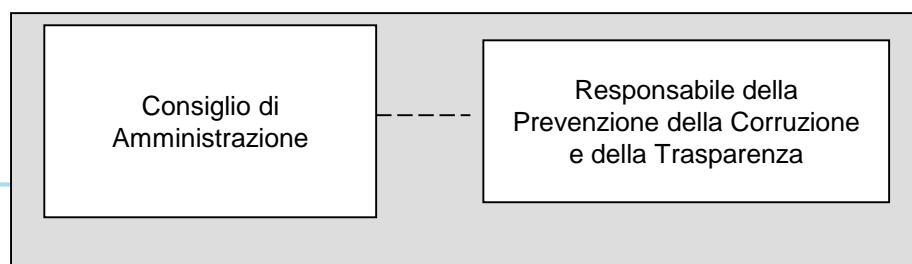 Consiglio di
Amministrazione
Responsabile della
Prevenzione della Corruzione
e della Trasparenza